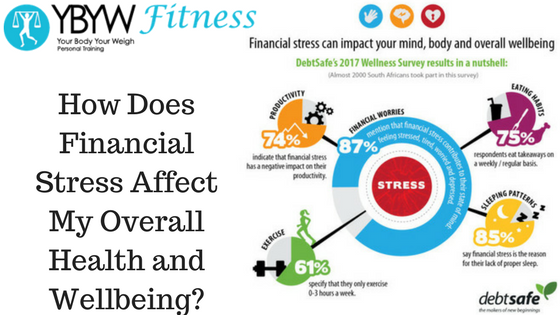 YBYW Fitness
Your Body Your Weigh
Personal Training
How Does
Financial
Stress Affect
My Overall
Health and
Wellbeing?
Financial stress can impact your mind, body and overall wellbeing
DebtSafe's 2017 Wellness Survey results in a nutshell:
(Almost 2000 South Africans took part in this survey)
PRODUCTIVITY
74%
indicate that financial stress
has a negative impact on their
productivity.
FINANCIAL WORRIES
87%
mention that financial stress contributes to their state of mind:
feeling stressed, tired, worried and depressed.
STRESS
EATING HABITS
75%
respondents eat takeaways on
a weekly / regular basis.
SLEEPING PATTERNS
85%
say financial stress is the reason
for their lack of proper sleep.
EXERCISE
61%
specify that they only exercise
0-3 hours a week.
debtsafe
the makers of new beginnings